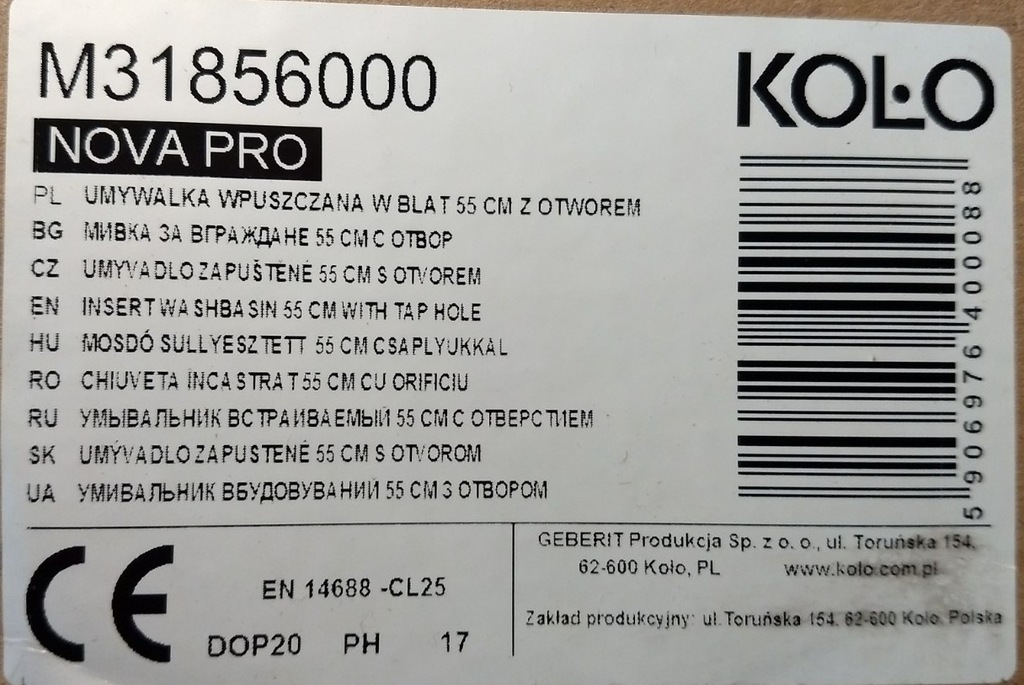 M31856000
KOŁO
NOVA PRO
PL UMYWALKA WPUSZCZANA W BLAT 55 CM Z OTWOREM
BG МИВКА ЗА ВГРАЖДАНЕ 55 СМ С ОТВОР
CZ UMYVADLO ZAPUŠTĚNÉ 55 CM S OTVOREM
EN INSERT WASHBASIN 55 CM WITH TAP HOLE
HU MOSDÓ SULLYESZTETT 55 CM CSAPLYUKKAL
RO CHIUVETA INCASTRAT 55 CM CU ORIFICIU
RU УМЫВАЛЬНИК ВСТРАИВАЕМЫЙ 55 СМ С ОТВЕРСТИЕМ
SK UMÝVADLO ZAPUSTENÉ 55 CM S OTVOROM
UA УМИВАЛЬНИК ВБУДОВУВАНИЙ 55 СМ З ОТВОРОМ
5906976400088
CE
EN 14688 -CL25
DOP20 PH 17
GEBERIT Produkcja Sp. z o. o., ul. Toruńska 154,
62-600 Koło, PL www.kolo.com.pl
Zakład produkcyjny: ul. Toruńska 154, 62-600 Koło, Polska